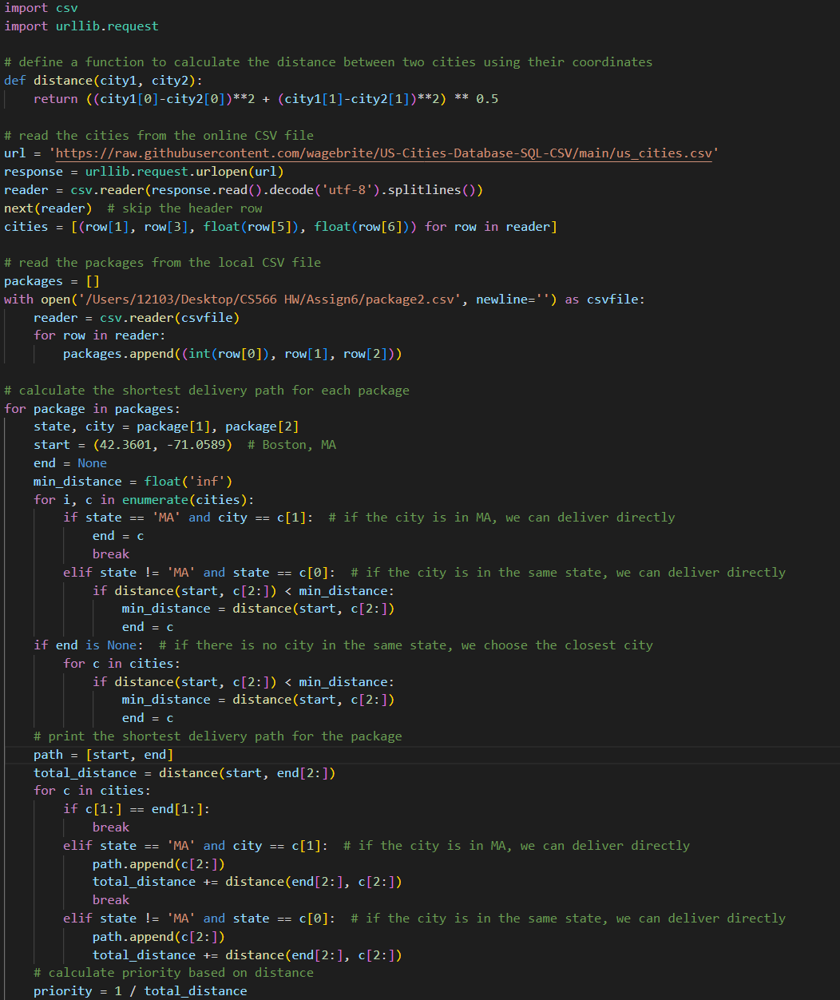 import csv
import urllib.request
# define a function to calculate the distance between two cities using their coordinates
def distance(city1, city2):
    return ((city1[0]-city2[0])**2 + (city1[1]-city2[1])**2) ** 0.5
# read the cities from the online CSV file
url = 'https://raw.githubusercontent.com/wagebrite/US-Cities-Database-SQL-CSV/main/us_cities.csv'
response = urllib.request.urlopen(url)
reader = csv.reader(response.read().decode('utf-8').splitlines())
next(reader)  # skip the header row
cities = [(row[1], row[3], float(row[5]), float(row[6])) for row in reader]
# read the packages from the local CSV file
packages = []
with open('/Users/12103/Desktop/CS566 HW/Assign6/package2.csv', newline='') as csvfile:
    reader = csv.reader(csvfile)
    for row in reader:
        packages.append((int(row[0]), row[1], row[2]))
# calculate the shortest delivery path for each package
for package in packages:
    state, city = package[1], package[2]
    start = (42.3601, -71.0589)  # Boston, MA
    end = None
    min_distance = float('inf')
    for i, c in enumerate(cities):
        if state == 'MA' and city == c[1]:  # if the city is in MA, we can deliver directly
            end = c
            break
        elif state != 'MA' and state == c[0]:  # if the city is in the same state, we can deliver directly
            if distance(start, c[2:]) < min_distance:
                min_distance = distance(start, c[2:])
                end = c
    if end is None:  # if there is no city in the same state, we choose the closest city
        for c in cities:
            if distance(start, c[2:]) < min_distance:
                min_distance = distance(start, c[2:])
                end = c
    # print the shortest delivery path for the package
    path = [start, end]
    total_distance = distance(start, end[2:])
    for c in cities:
        if c[1:] == end[1:]:
            break
        elif state == 'MA' and city == c[1]:  # if the city is in MA, we can deliver directly
            path.append(c[2:])
            total_distance += distance(end[2:], c[2:])
            break
        elif state != 'MA' and state == c[0]:  # if the city is in the same state, we can deliver directly
            path.append(c[2:])
            total_distance += distance(end[2:], c[2:])
    # calculate priority based on distance
    priority = 1 / total_distance